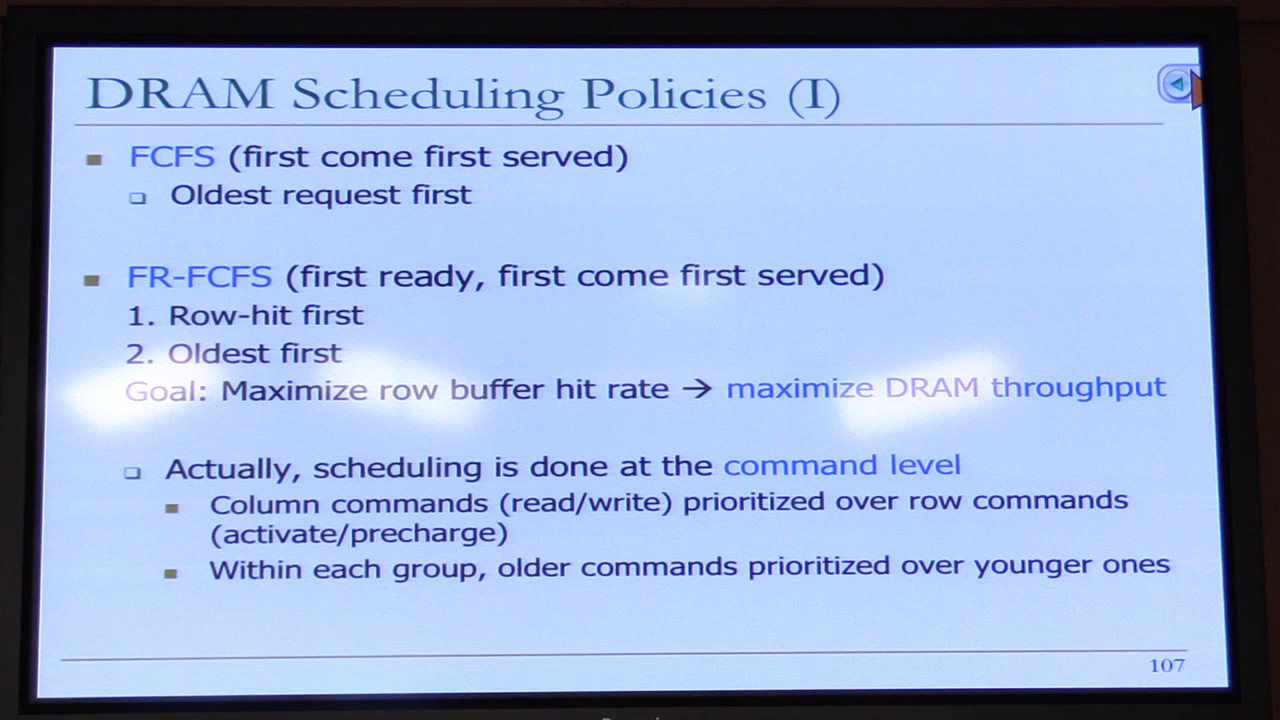 DRAM Scheduling Policies (I)
FCFS (first come first served)
Oldest request first
FR-FCFS (first ready, first come first served)
1. Row-hit first
2. Oldest first
Goal: Maximize row buffer hit rate → maximize DRAM throughput
Actually, scheduling is done at the command level
Column commands (read/write) prioritized over row commands
(activate/precharge)
Within each group, older commands prioritized over younger ones
107